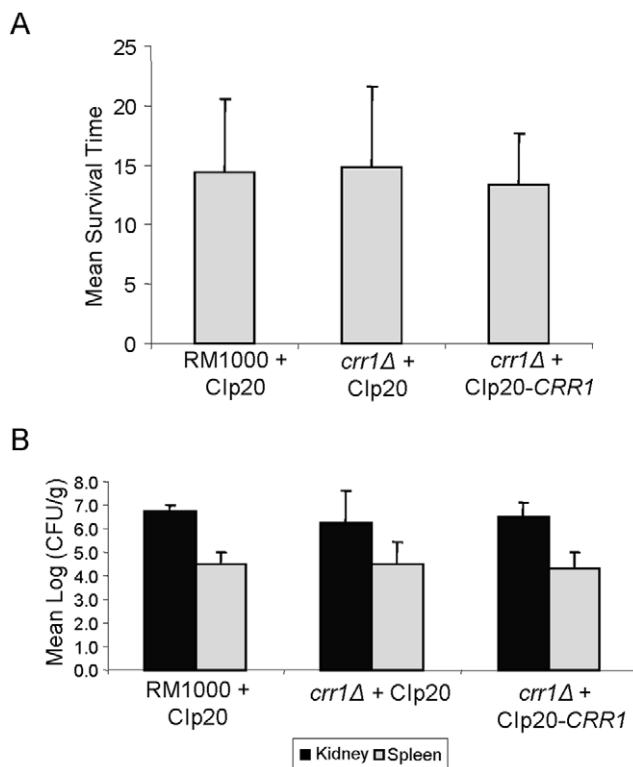 A
25
20
15
10
5
0
Mean Survival Time
RM1000 +
CIp20
crr1Δ +
CIp20
crr1Δ +
CIp20-CRR1
B
8.0
7.0
6.0
5.0
4.0
3.0
2.0
1.0
0.0
Mean Log (CFU/g)
RM1000 +
CIp20
crr1Δ + CIp20
crr1Δ +
CIp20-CRR1
Kidney Spleen